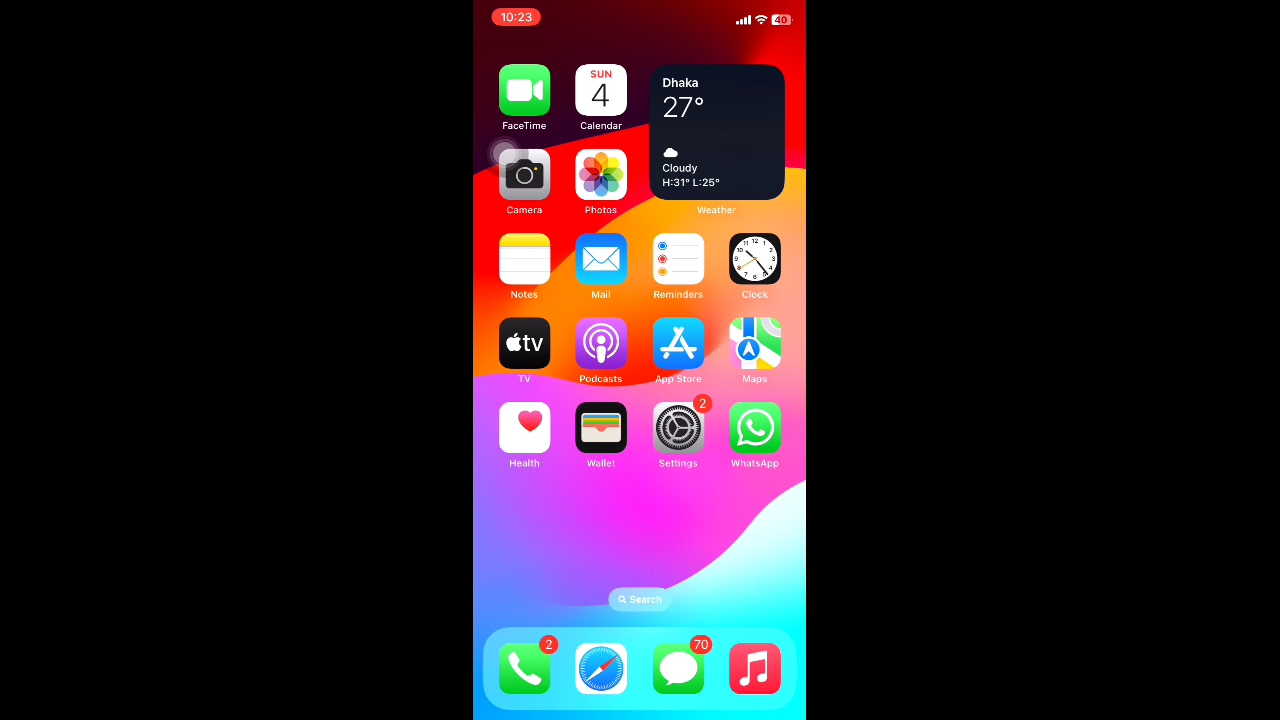 10:23
40
SUN
4
FaceTime
Calendar
Dhaka
27°
Cloudy
H:31° L:25°
Weather
Camera
Photos
Notes
Mail
Reminders
Clock
tv
TV
Podcasts
App Store
Maps
2
Health
Wallet
Settings
WhatsApp
Search
2
70